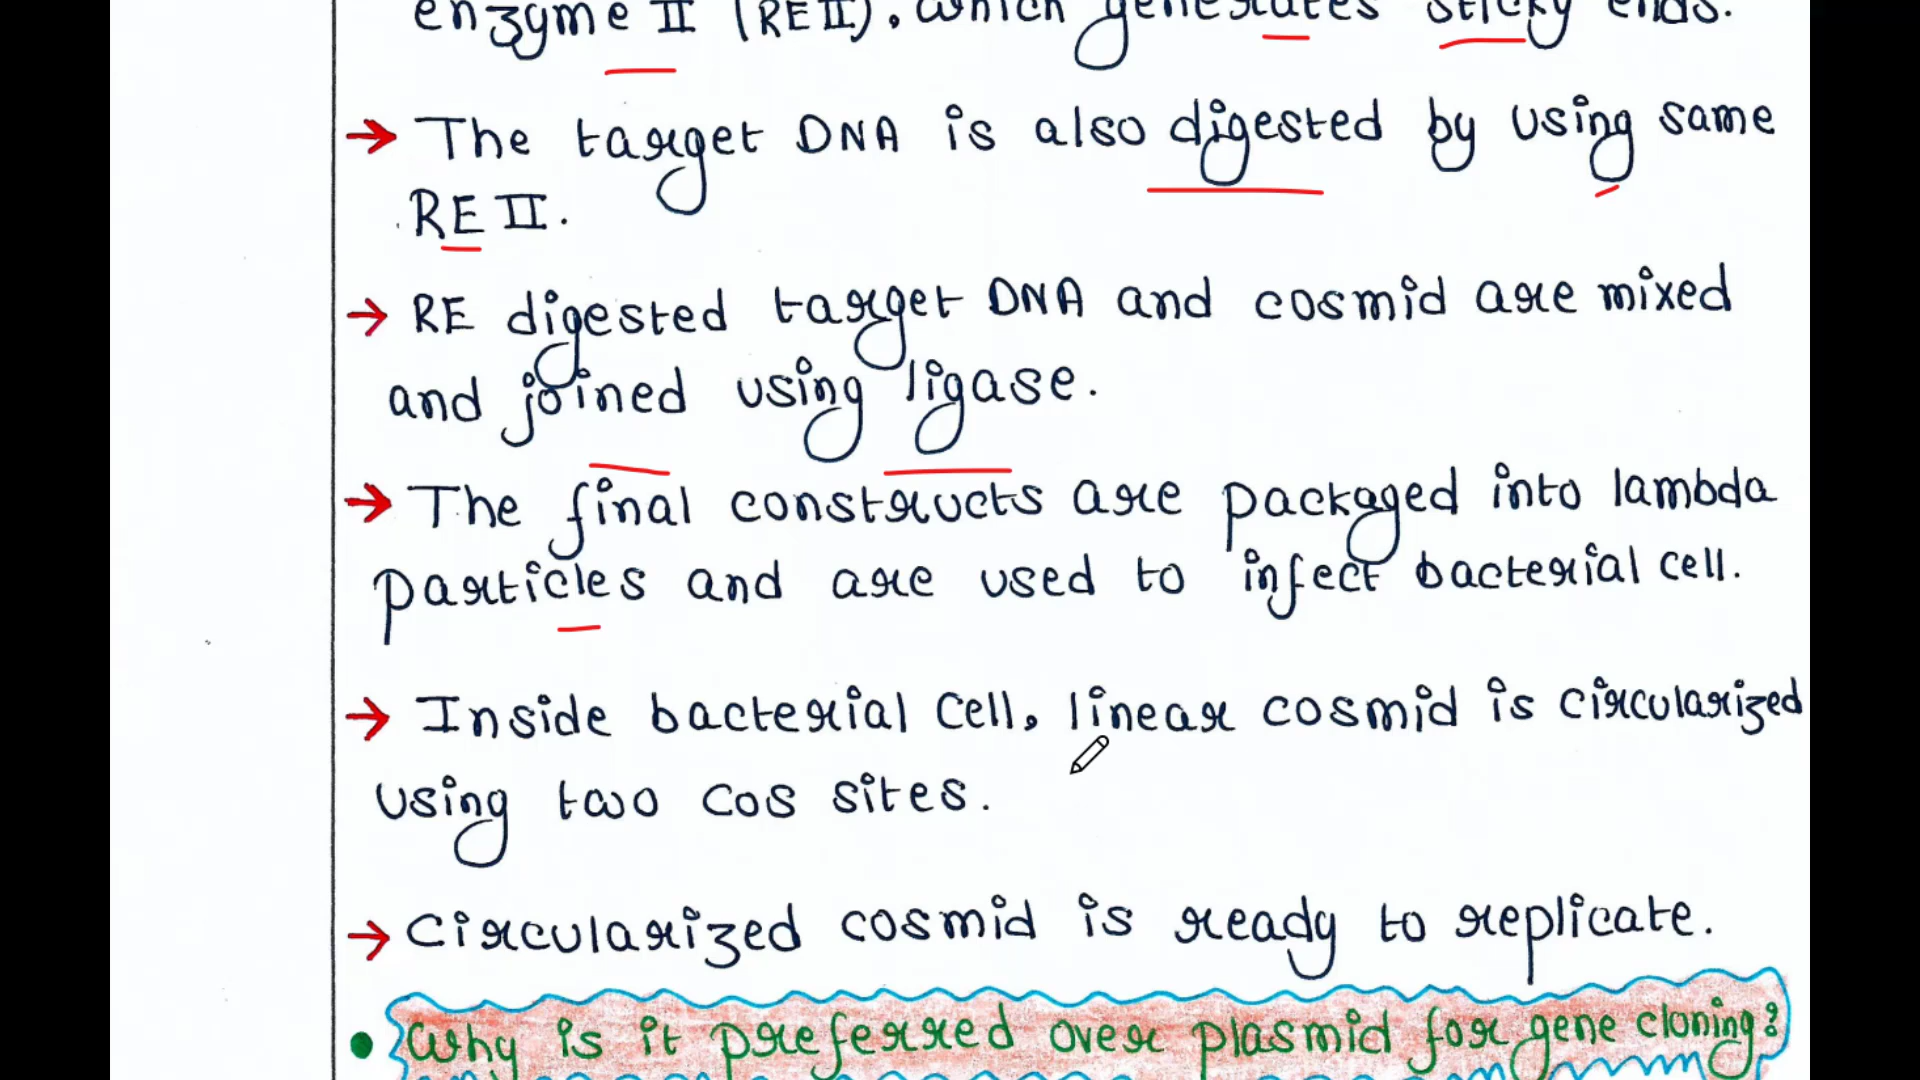 enzyme II (RE II), which generates sticky ends.
→ The target DNA is also digested by using same
RE II.
→ RE digested target DNA and cosmid are mixed
and joined using ligase.
→ The final constructs are packaged into lambda
particles and are used to infect bacterial cell.
→ Inside bacterial cell, linear cosmid is circularized
using two cos sites.
→ Circularized cosmid is ready to replicate.
• Why is it preferred over plasmid for gene cloning?